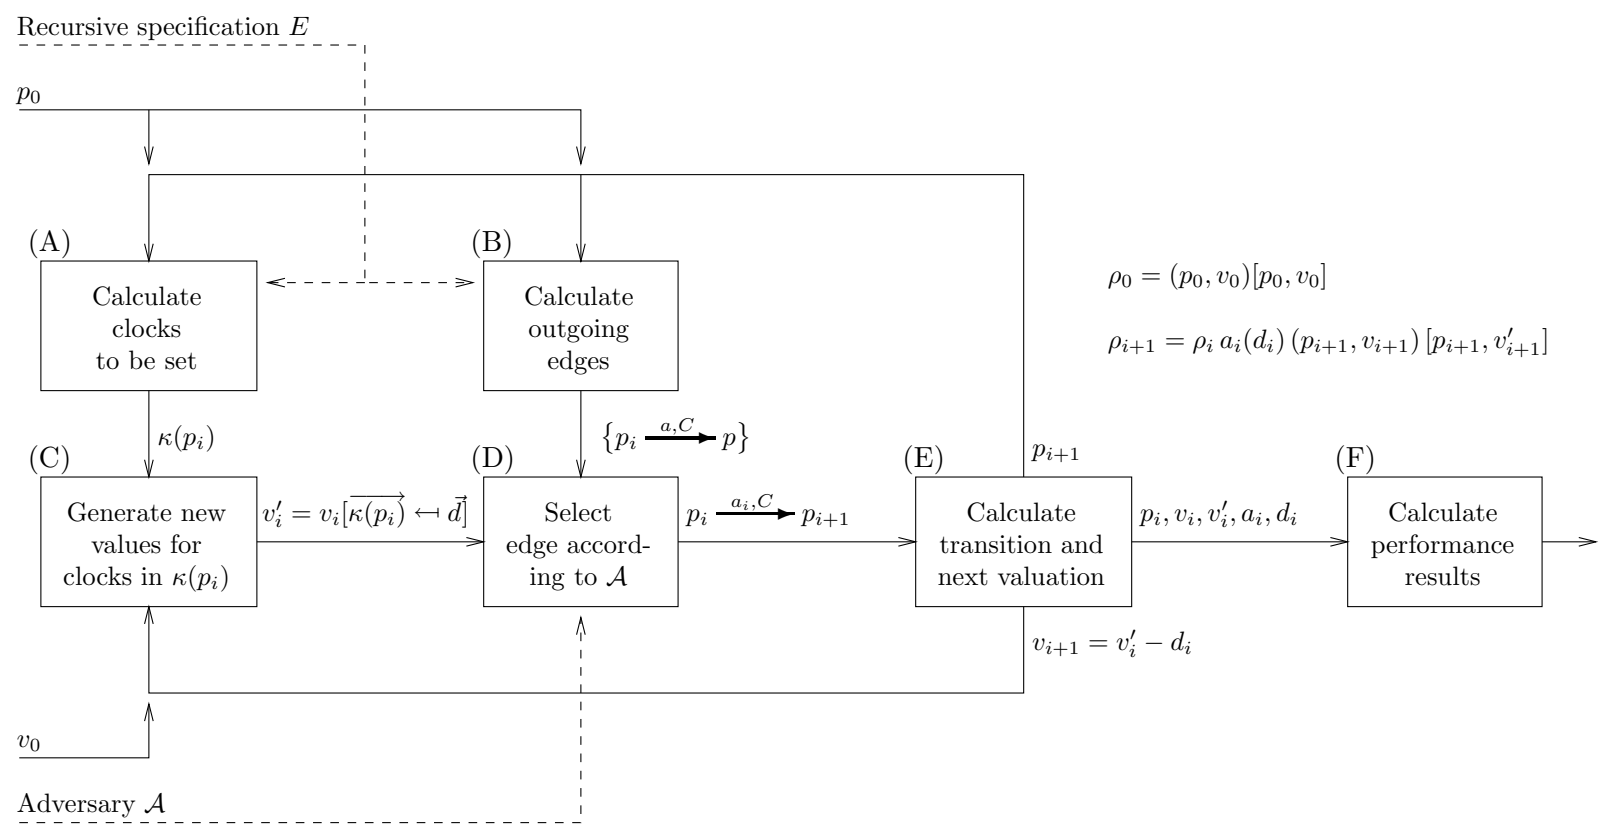 Recursive specification E
p₀
(A)
(B)
Calculate
clocks
to be set
Calculate
outgoing
edges
ρ₀ = (p₀, v₀)[p₀, v₀]
ρᵢ₊₁ = ρᵢ aᵢ(dᵢ) (pᵢ₊₁, vᵢ₊₁) [pᵢ₊₁, v′ᵢ₊₁]
κ(pᵢ)
{pᵢ —a,C→ p}
pᵢ₊₁
(C)
(D)
(E)
(F)
Generate new
values for
clocks in κ(pᵢ)
v′ᵢ = vᵢ[κ(pᵢ)⃗ ↤ d⃗]
Select
edge accord-
ing to 𝒜
pᵢ —aᵢ,C→ pᵢ₊₁
Calculate
transition and
next valuation
pᵢ, vᵢ, v′ᵢ, aᵢ, dᵢ
Calculate
performance
results
vᵢ₊₁ = v′ᵢ − dᵢ
v₀
Adversary 𝒜